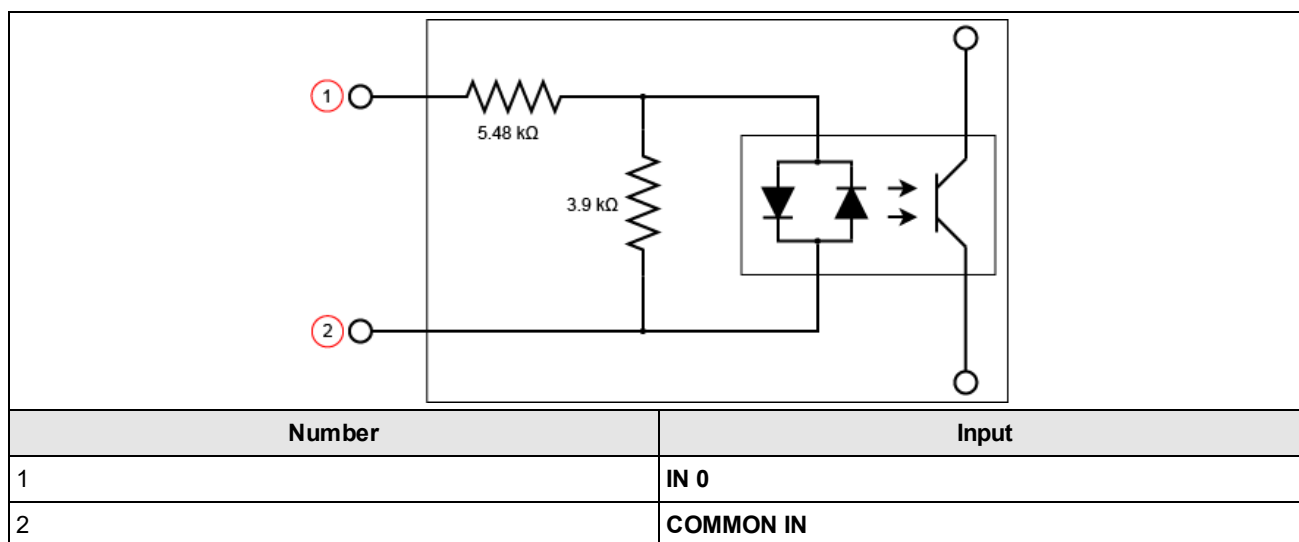 1
5.48 kΩ
3.9 kΩ
2
Number Input
1 IN 0
2 COMMON IN